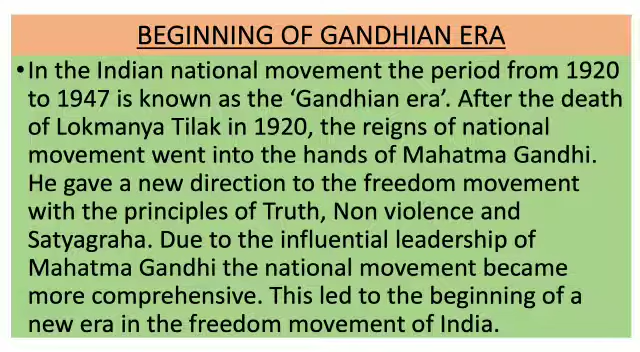 BEGINNING OF GANDHIAN ERA
•In the Indian national movement the period from 1920
to 1947 is known as the ‘Gandhian era’. After the death
of Lokmanya Tilak in 1920, the reigns of national
movement went into the hands of Mahatma Gandhi.
He gave a new direction to the freedom movement
with the principles of Truth, Non violence and
Satyagraha. Due to the influential leadership of
Mahatma Gandhi the national movement became
more comprehensive. This led to the beginning of a
new era in the freedom movement of India.